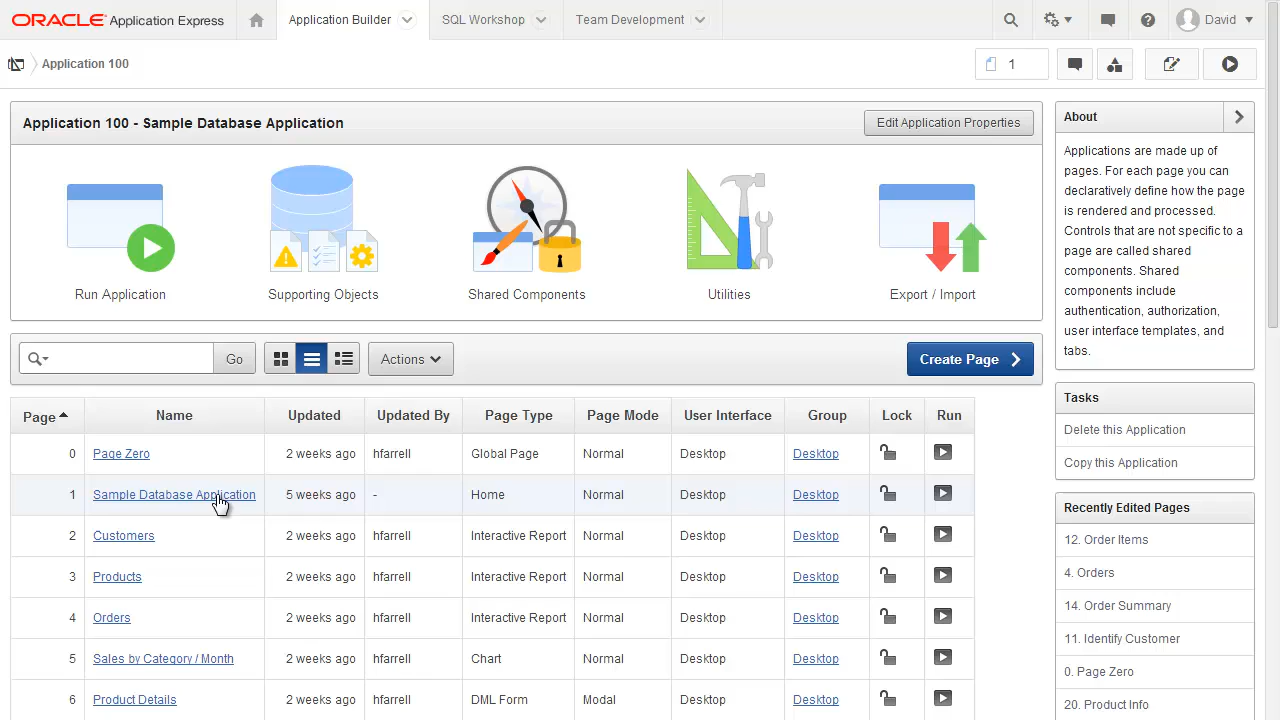 ORACLE Application Express Application Builder SQL Workshop Team Development David
Application 100 1
Application 100 - Sample Database Application Edit Application Properties
Run Application Supporting Objects Shared Components Utilities Export / Import
Go Actions Create Page
Page Name Updated Updated By Page Type Page Mode User Interface Group Lock Run
0 Page Zero 2 weeks ago hfarrell Global Page Normal Desktop Desktop
1 Sample Database Application 5 weeks ago - Home Normal Desktop Desktop
2 Customers 2 weeks ago hfarrell Interactive Report Normal Desktop Desktop
3 Products 2 weeks ago hfarrell Interactive Report Normal Desktop Desktop
4 Orders 2 weeks ago hfarrell Interactive Report Normal Desktop Desktop
5 Sales by Category / Month 2 weeks ago hfarrell Chart Normal Desktop Desktop
6 Product Details 2 weeks ago hfarrell DML Form Modal Desktop Desktop
About
Applications are made up of
pages. For each page you can
declaratively define how the page
is rendered and processed.
Controls that are not specific to a
page are called shared
components. Shared
components include
authentication, authorization,
user interface templates, and
tabs.
Tasks
Delete this Application
Copy this Application
Recently Edited Pages
12. Order Items
4. Orders
14. Order Summary
11. Identify Customer
0. Page Zero
20. Product Info